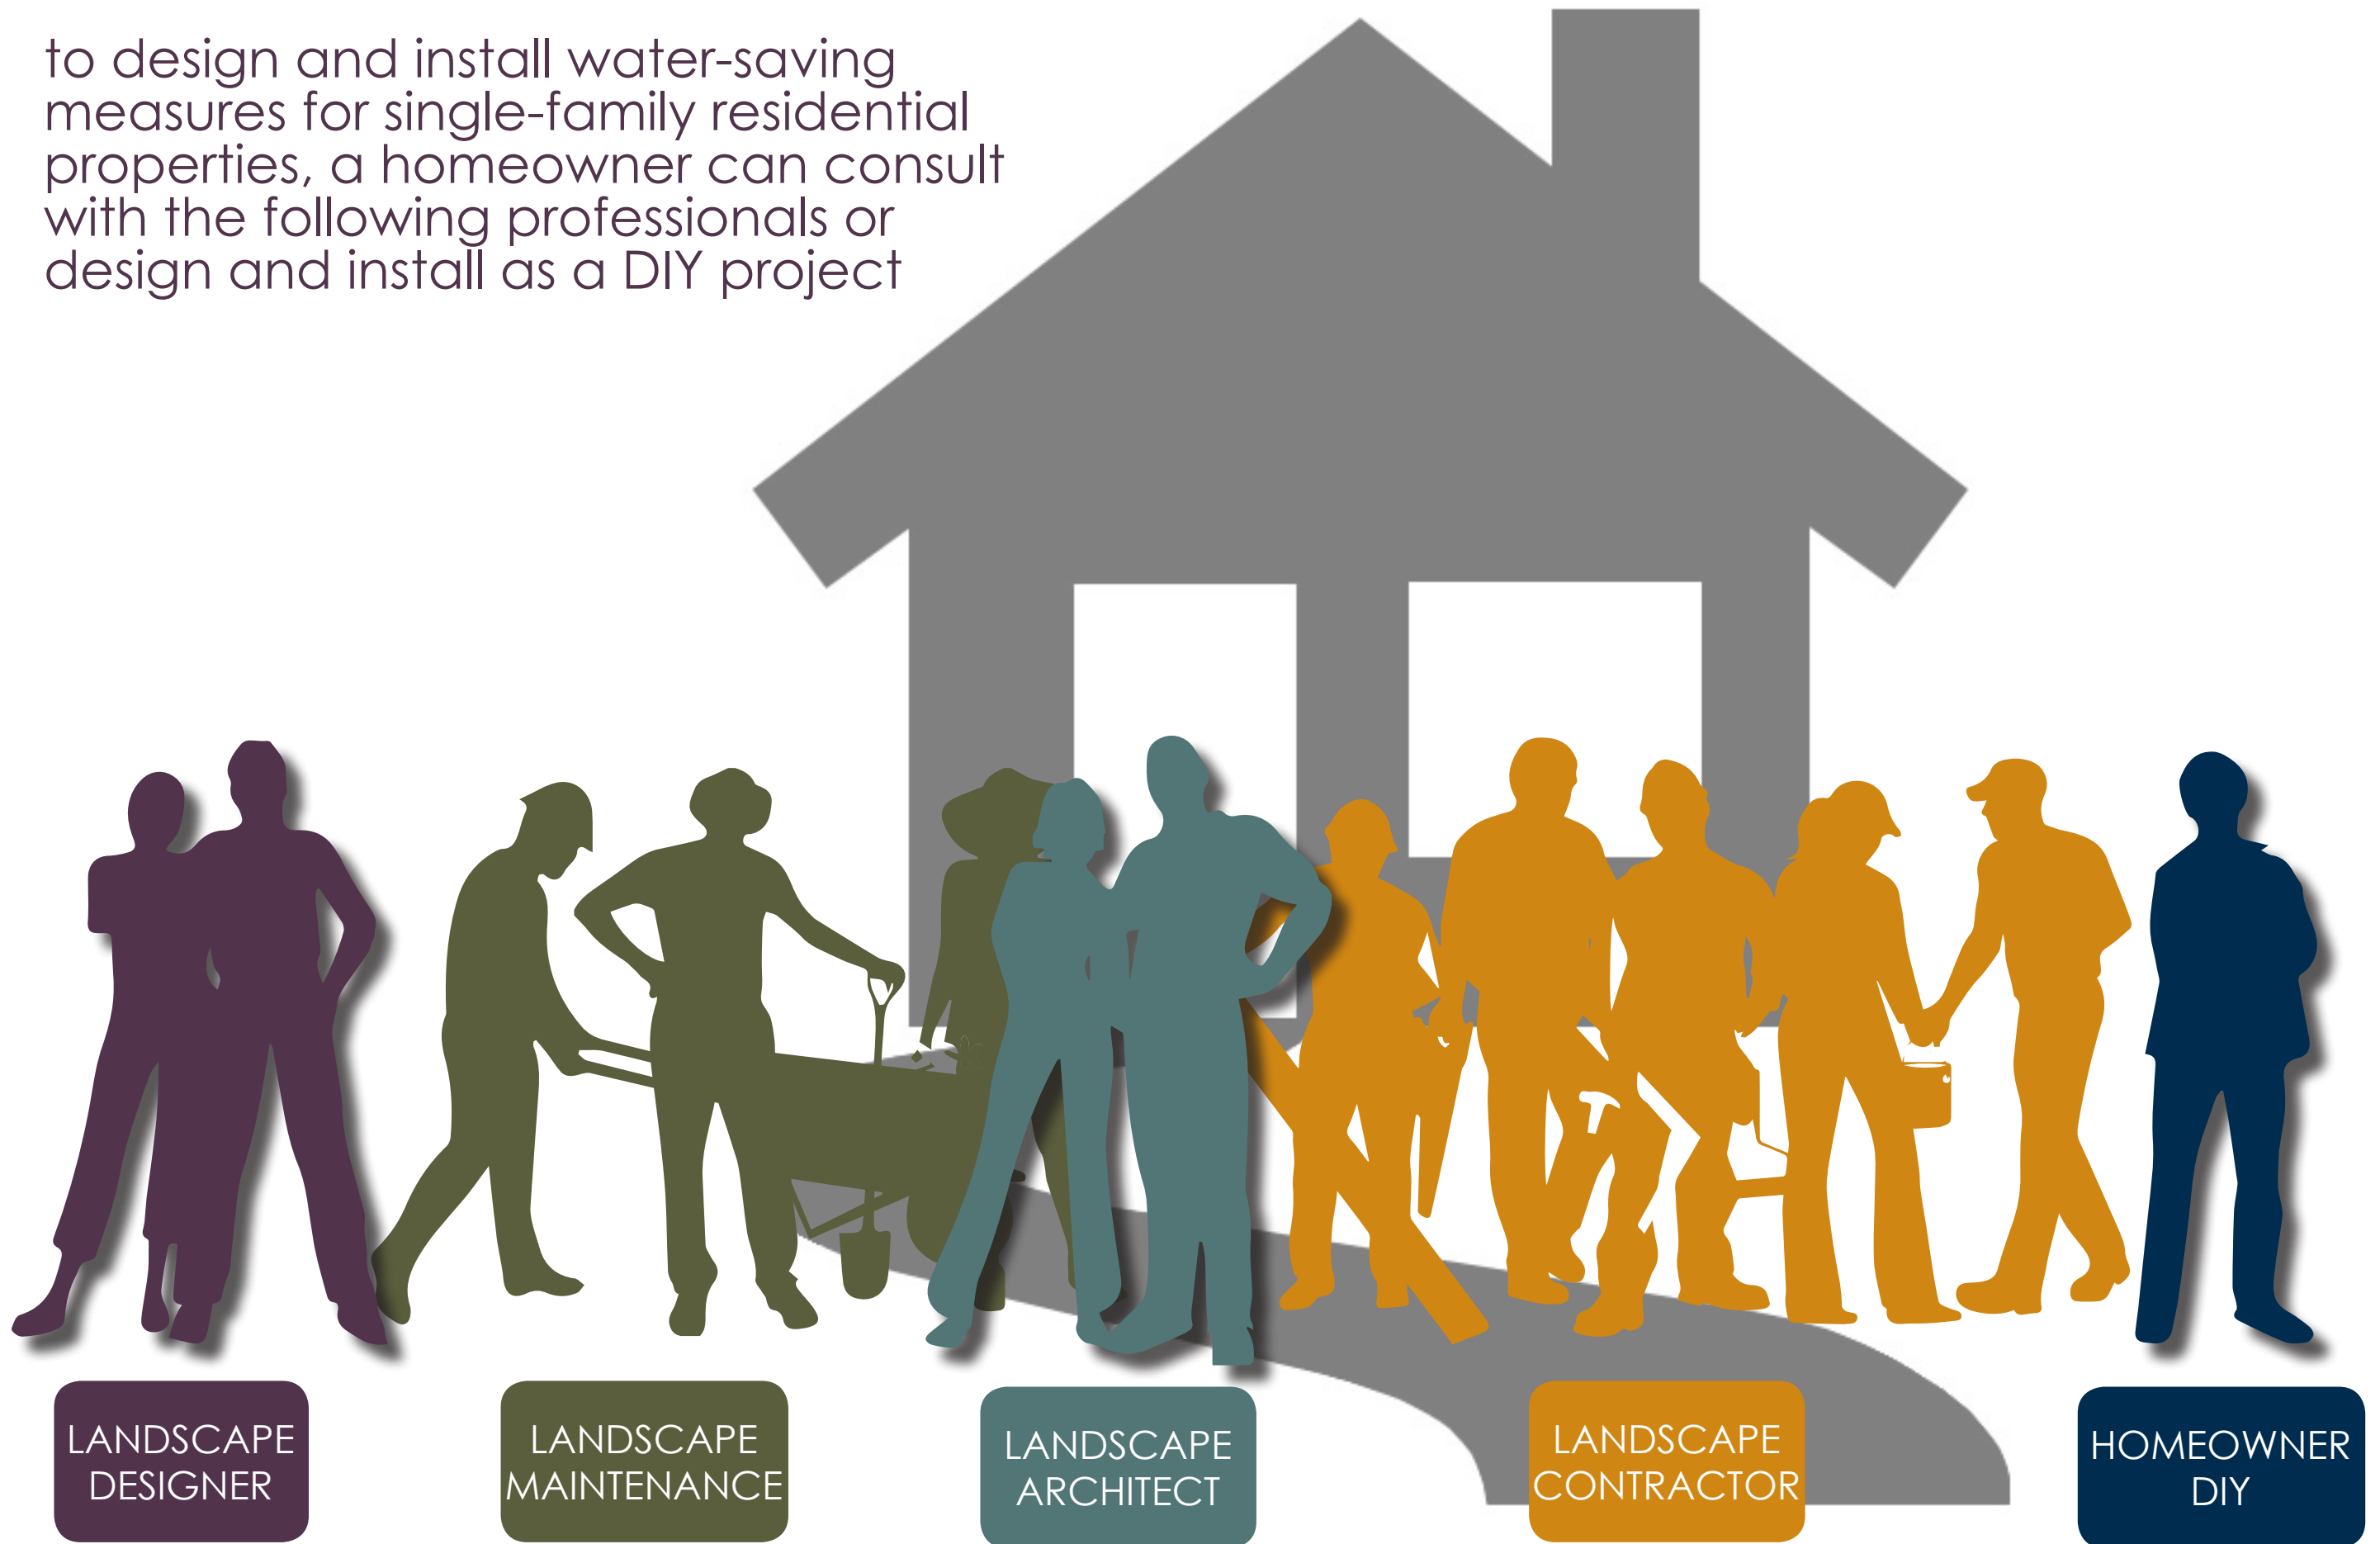 to design and install water-saving
measures for single-family residential
properties, a homeowner can consult
with the following professionals or
design and install as a DIY project
LANDSCAPE
DESIGNER
LANDSCAPE
MAINTENANCE
LANDSCAPE
ARCHITECT
LANDSCAPE
CONTRACTOR
HOMEOWNER
DIY